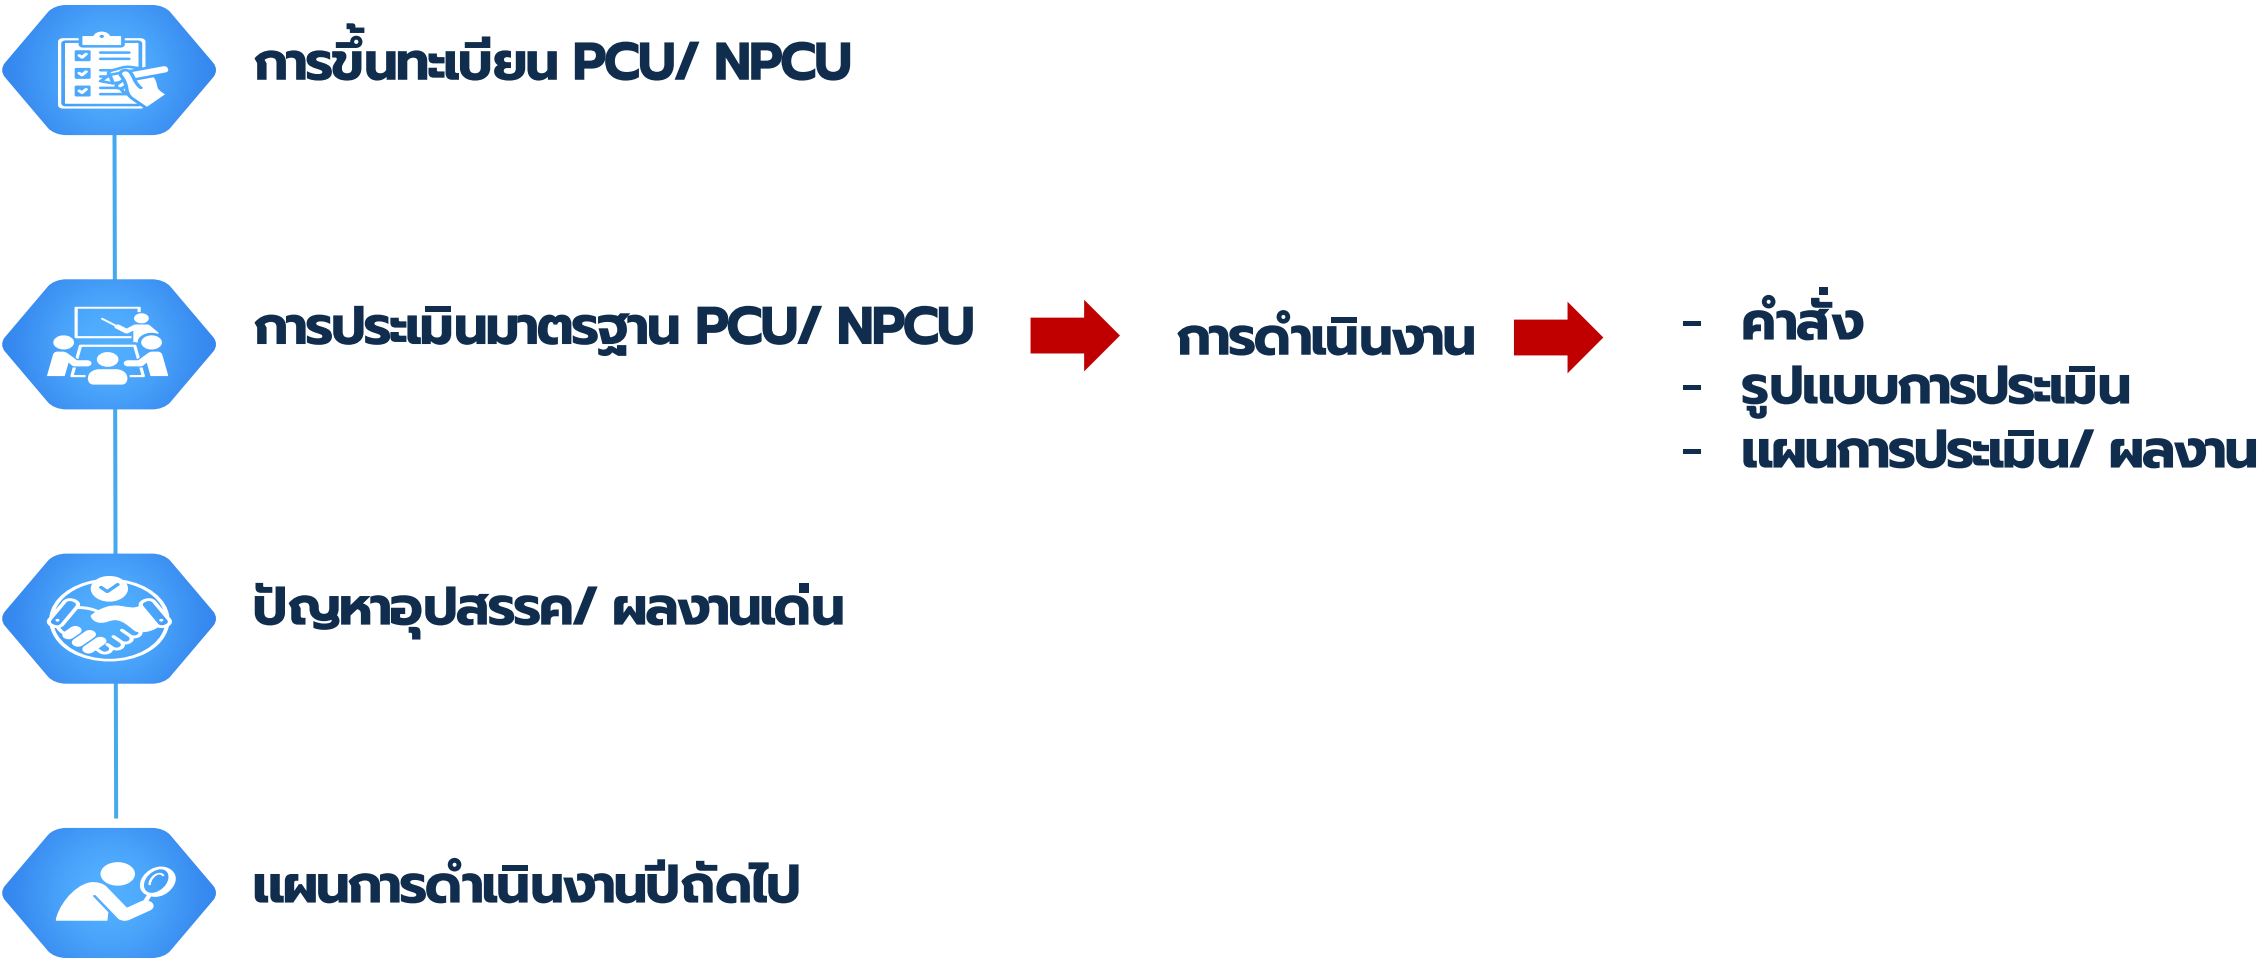 การขึ้นทะเบียน PCU/ NPCU
การประเมินมาตรฐาน PCU/ NPCU
การดำเนินงาน
- คำสั่ง
- รูปแบบการประเมิน
- แผนการประเมิน/ ผลงาน
ปัญหาอุปสรรค/ ผลงานเด่น
แผนการดำเนินงานปีถัดไป